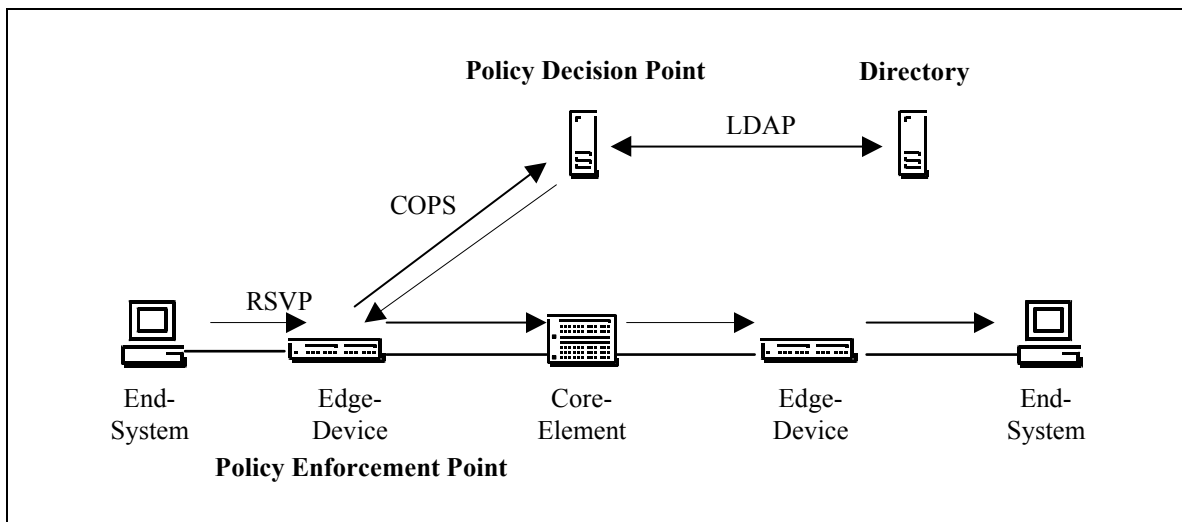 Policy Decision Point
Directory
LDAP
COPS
RSVP
End-
System
Edge-
Device
Core-
Element
Edge-
Device
End-
System
Policy Enforcement Point